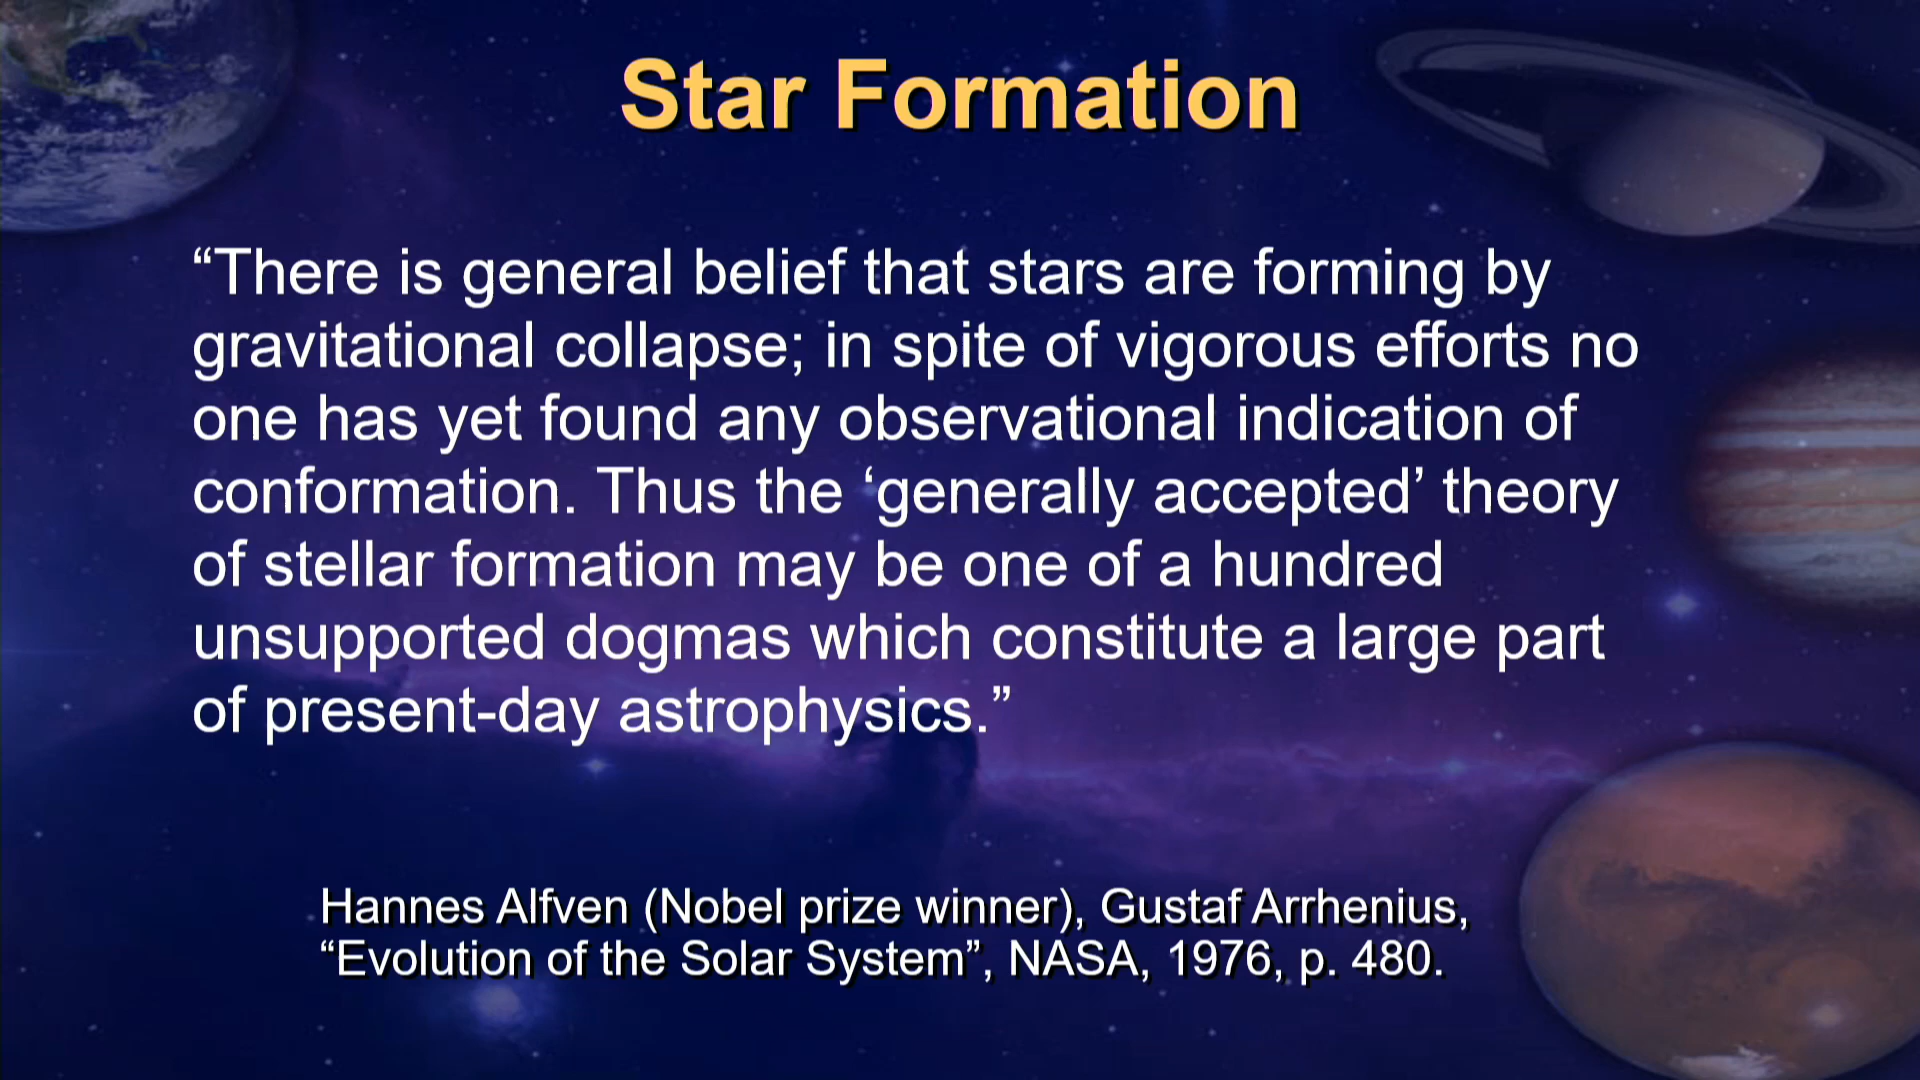 Star Formation
“There is general belief that stars are forming by
gravitational collapse; in spite of vigorous efforts no
one has yet found any observational indication of
conformation. Thus the ‘generally accepted’ theory
of stellar formation may be one of a hundred
unsupported dogmas which constitute a large part
of present-day astrophysics.”
Hannes Alfven (Nobel prize winner), Gustaf Arrhenius,
“Evolution of the Solar System”, NASA, 1976, p. 480.